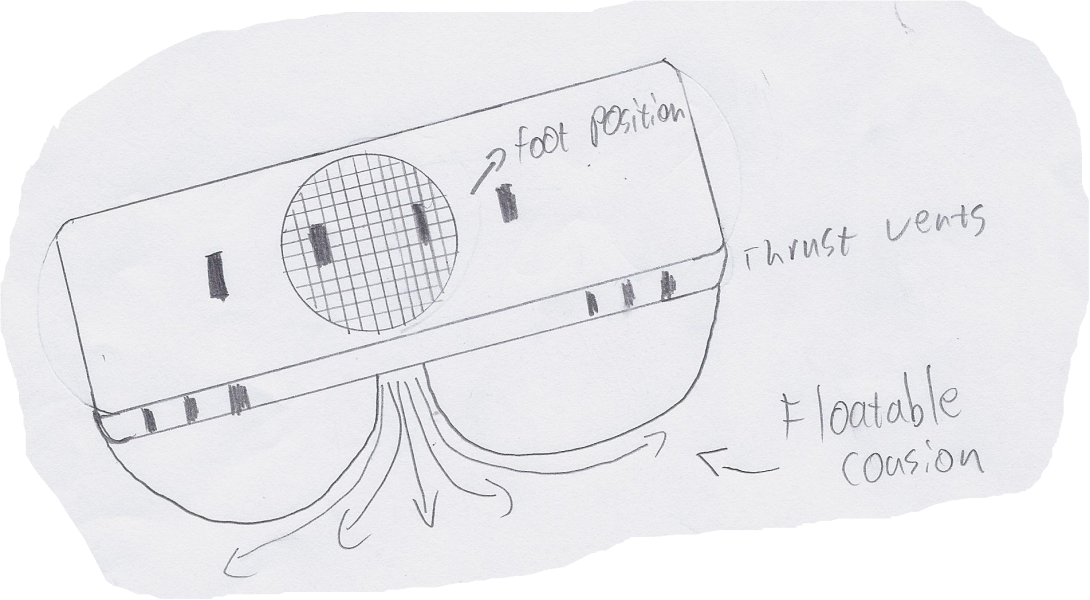 foot position
Thrust vents
Floatable
cousion